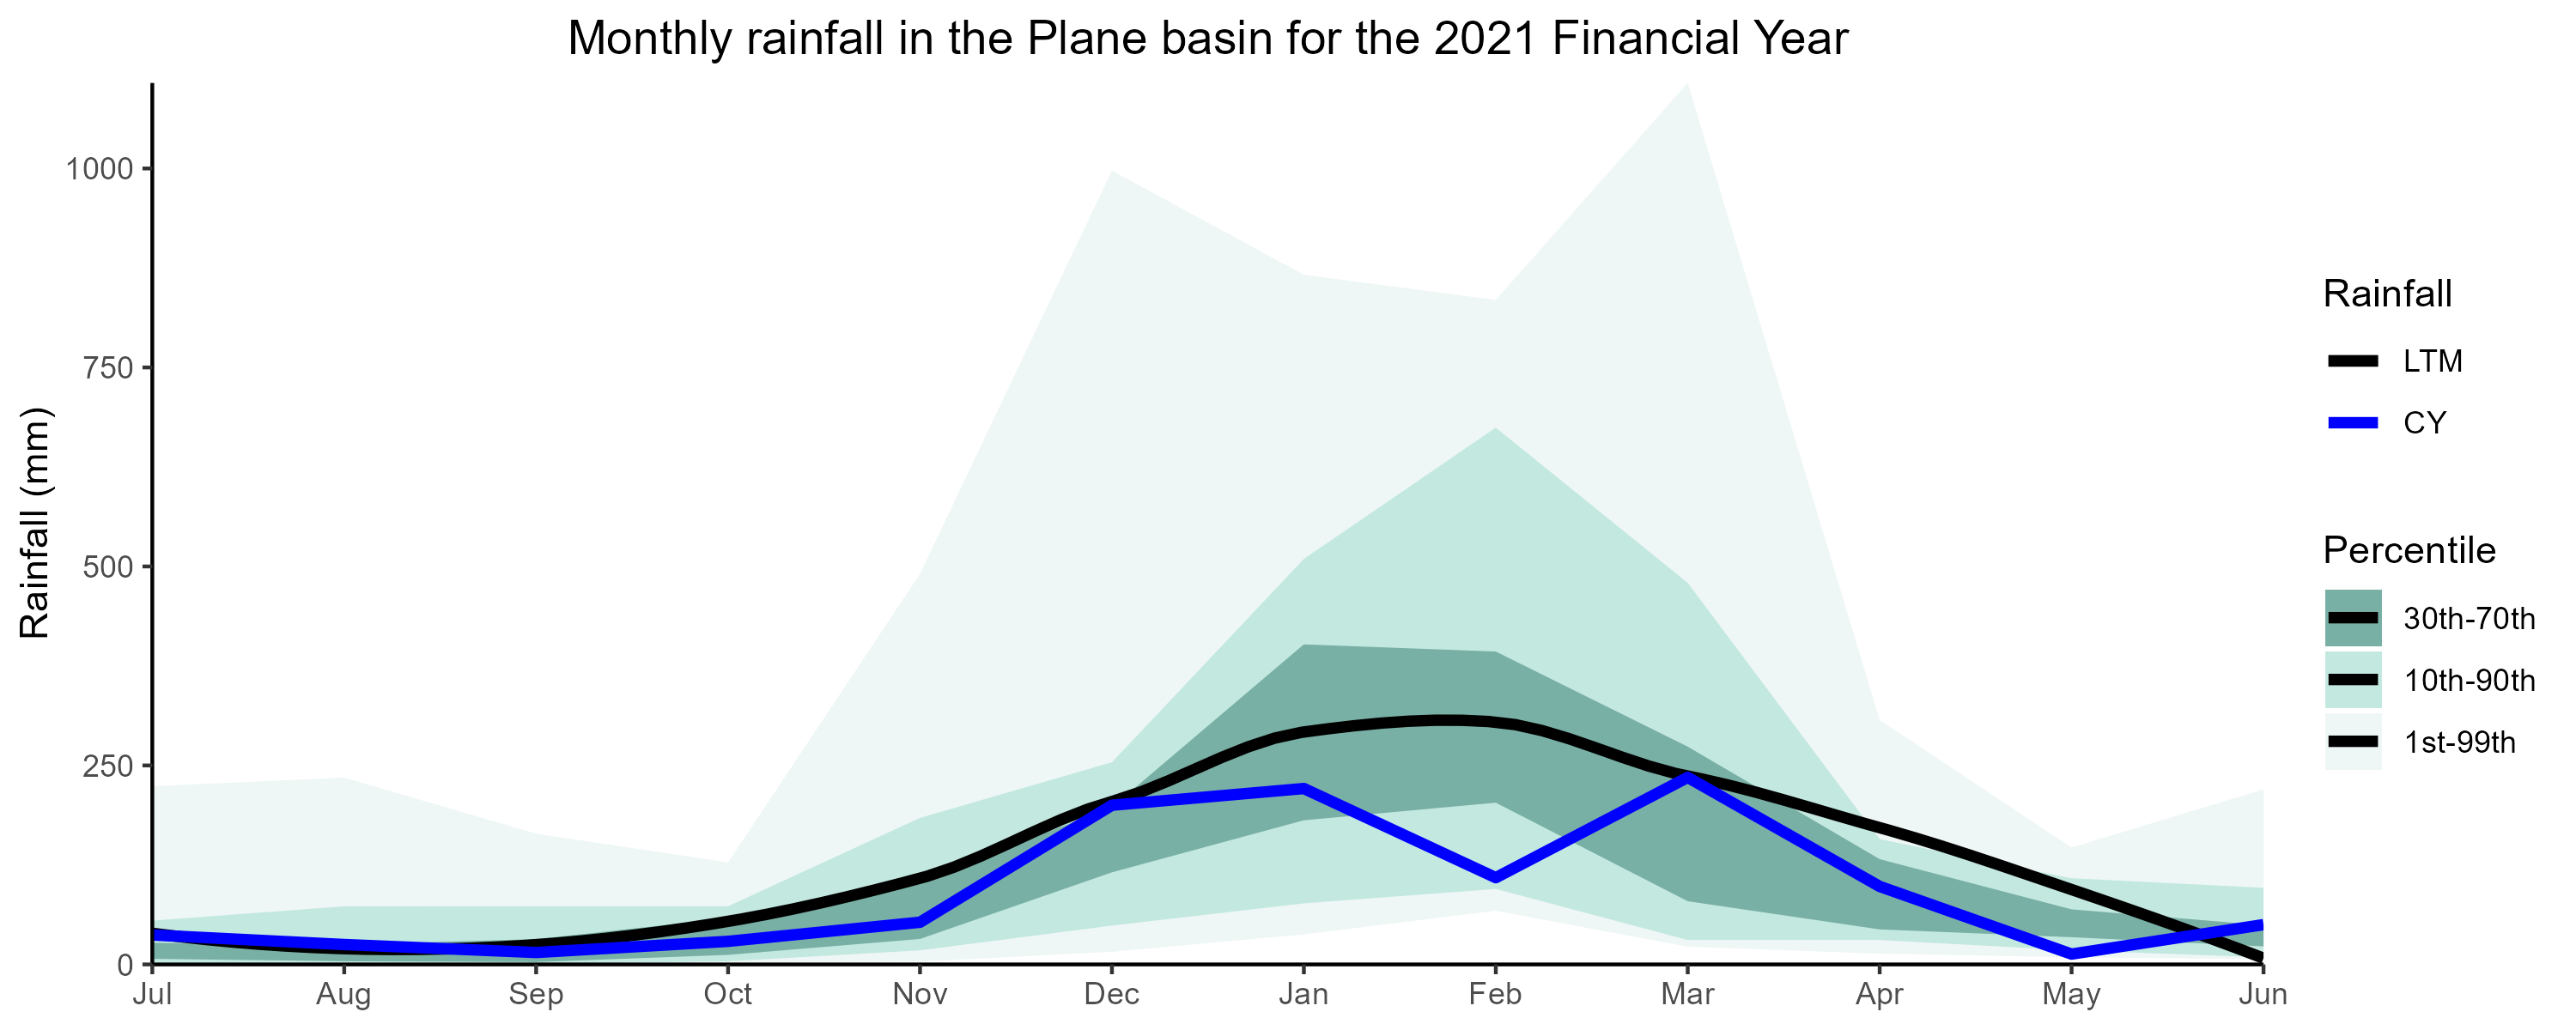 Monthly rainfall in the Plane basin for the 2021 Financial Year
Rainfall (mm)
1000
750
500
250
0
Jul Aug Sep Oct Nov Dec Jan Feb Mar Apr May Jun
Rainfall
LTM
CY
Percentile
30th-70th
10th-90th
1st-99th